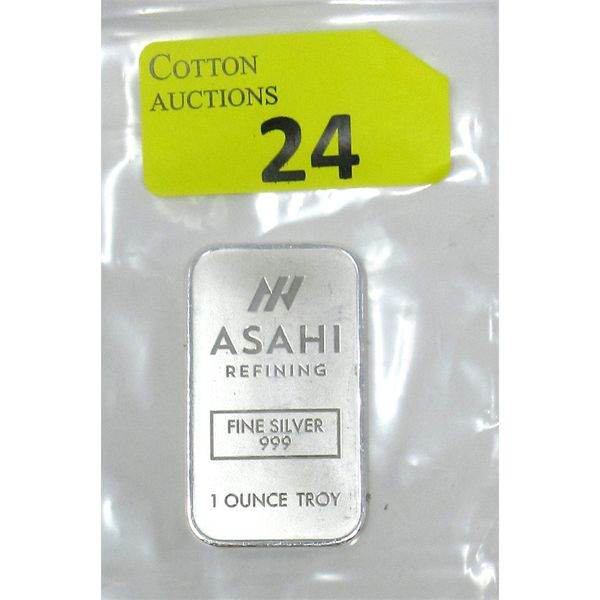 COTTON
AUCTIONS
24
ASAHI
REFINING
FINE SILVER
999
1 OUNCE TROY